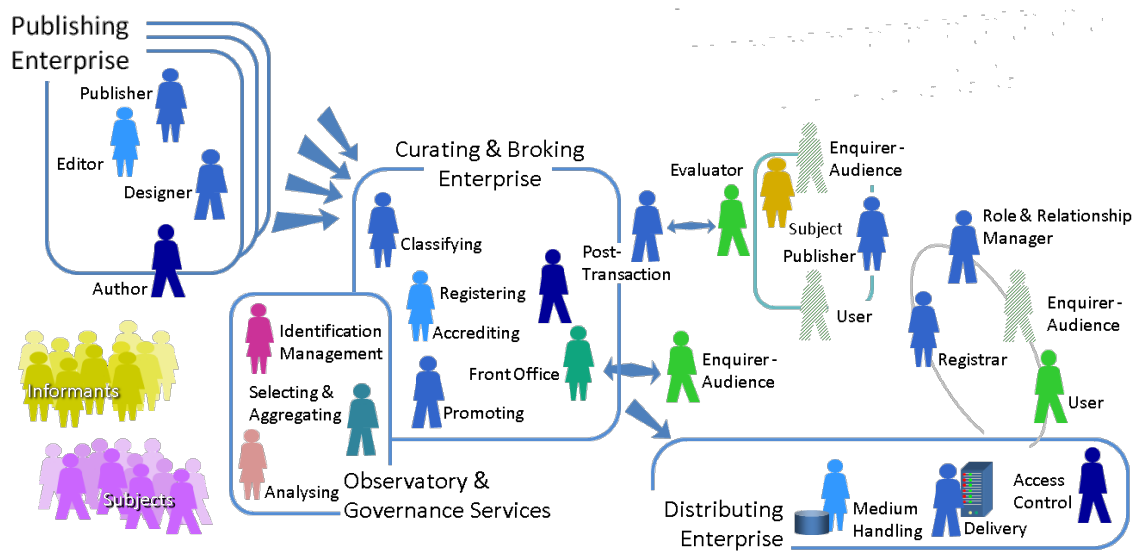 Publishing
Enterprise
Publisher
Editor
Designer
Author
Informants
Subjects
Curating & Broking
Enterprise
Classifying
Registering
Accrediting
Promoting
Post-
Transaction
Front Office
Identification
Management
Selecting &
Aggregating
Analysing
Observatory &
Governance Services
Evaluator
Enquirer-
Audience
Subject
Publisher
User
Enquirer-
Audience
Role & Relationship
Manager
Enquirer-
Audience
Registrar
User
Distributing
Enterprise
Medium
Handling
Delivery
Access
Control